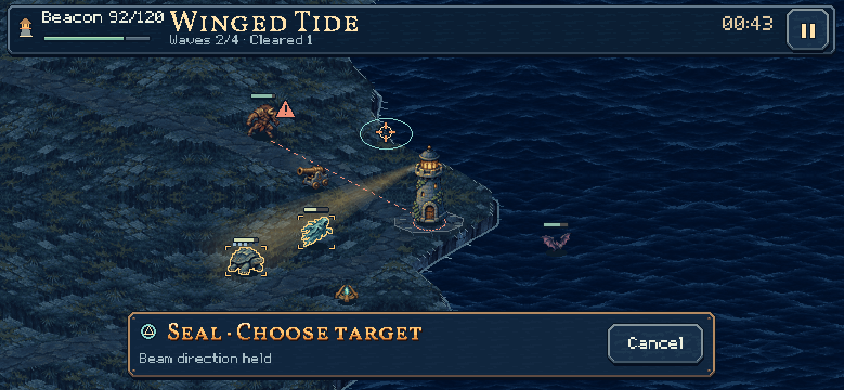 Beacon 92/120
Winged Tide
Waves 2/4 · Cleared 1
00:43
Seal · Choose target
Beam direction held
Cancel